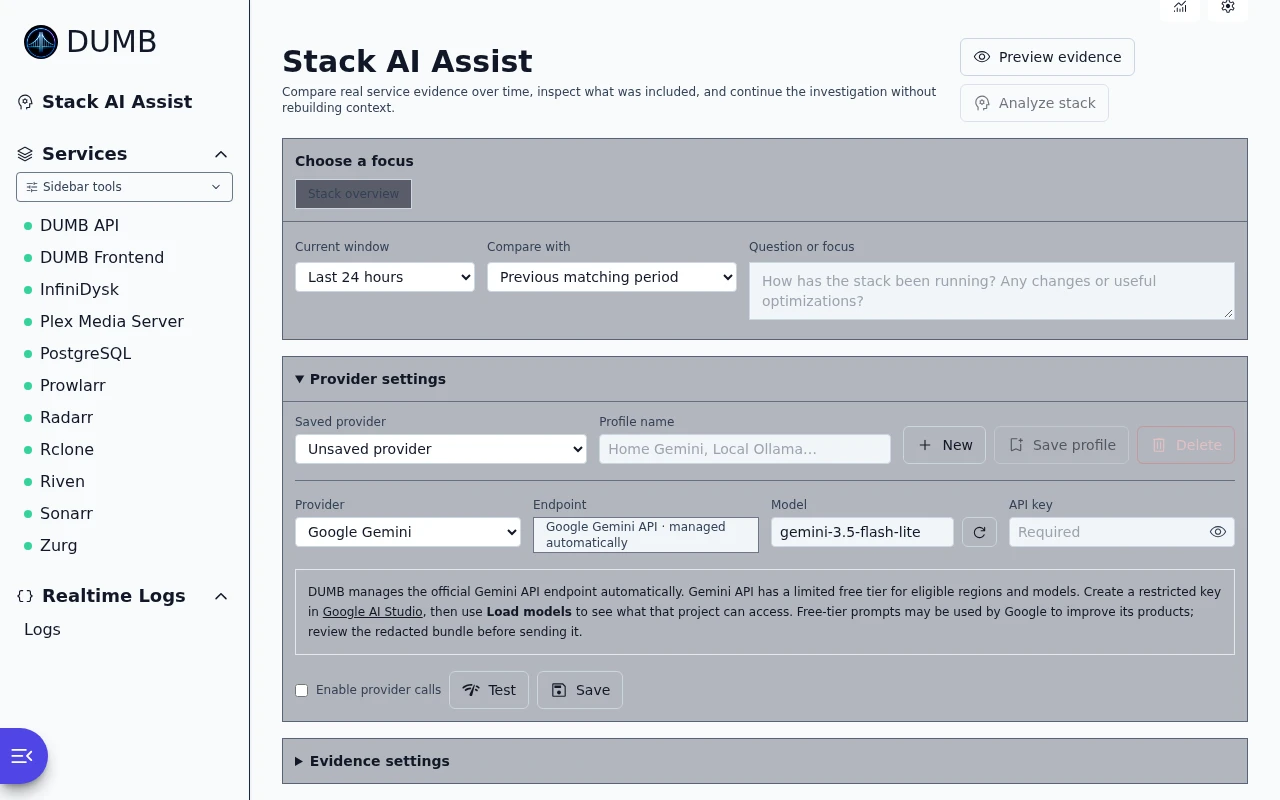 DUMB
Stack AI Assist
Services
Sidebar tools
DUMB API
DUMB Frontend
InfiniDysk
Plex Media Server
PostgreSQL
Prowlarr
Radarr
Rclone
Riven
Sonarr
Zurg
Realtime Logs
Logs
Stack AI Assist
Compare real service evidence over time, inspect what was included, and continue the investigation without
rebuilding context.
Preview evidence
Analyze stack
Choose a focus
Stack overview
Current window
Compare with
Question or focus
Last 24 hours
Previous matching period
How has the stack been running? Any changes or useful
optimizations?
Provider settings
Saved provider
Profile name
Unsaved provider
Home Gemini, Local Ollama...
New
Save profile
Delete
Provider
Endpoint
Model
API key
Google Gemini
Google Gemini API · managed
automatically
gemini-3.5-flash-lite
Required
DUMB manages the official Gemini API endpoint automatically. Gemini API has a limited free tier for eligible regions and models. Create a restricted key
in Google AI Studio, then use Load models to see what that project can access. Free-tier prompts may be used by Google to improve its products;
review the redacted bundle before sending it.
Enable provider calls
Test
Save
Evidence settings